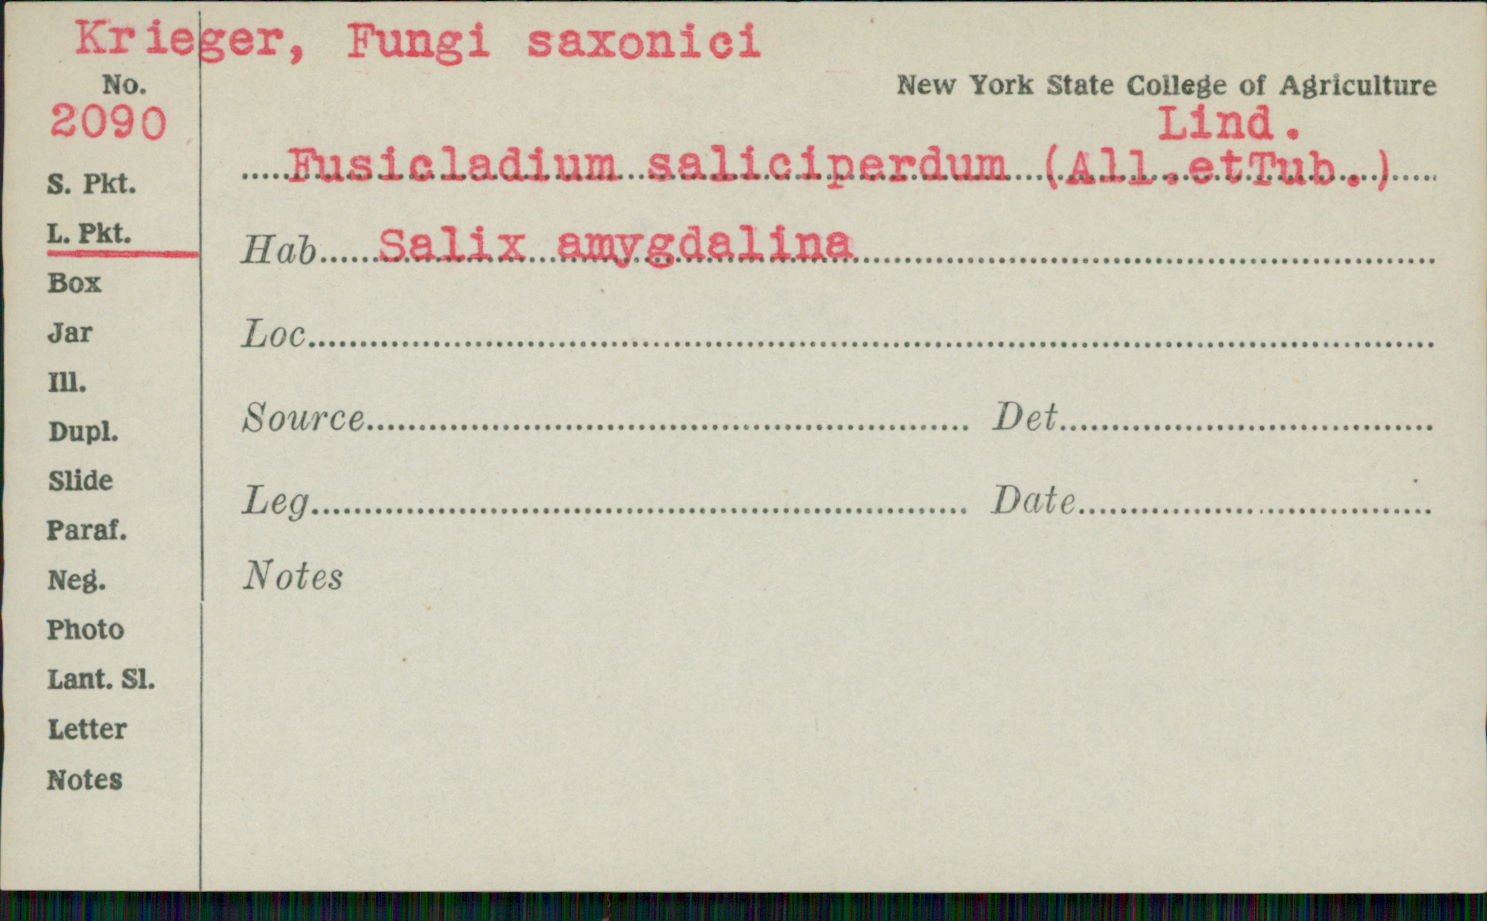 Krieger, Fungi saxonici
No.
New York State College of Agriculture
2090
Lind.
Fusicladium saliciperdum (All.etTub.)
S. Pkt.
L. Pkt.
Hab. Salix amygdalina
Box
Jar
Loc.
Ill.
Dupl.
Source Det.
Slide
Leg. Date
Paraf.
Neg.
Notes
Photo
Lant. Sl.
Letter
Notes